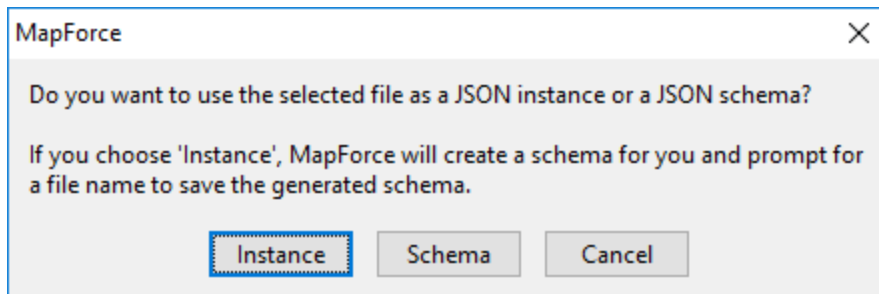 MapForce
Do you want to use the selected file as a JSON instance or a JSON schema?
If you choose 'Instance', MapForce will create a schema for you and prompt for
a file name to save the generated schema.
Instance Schema Cancel